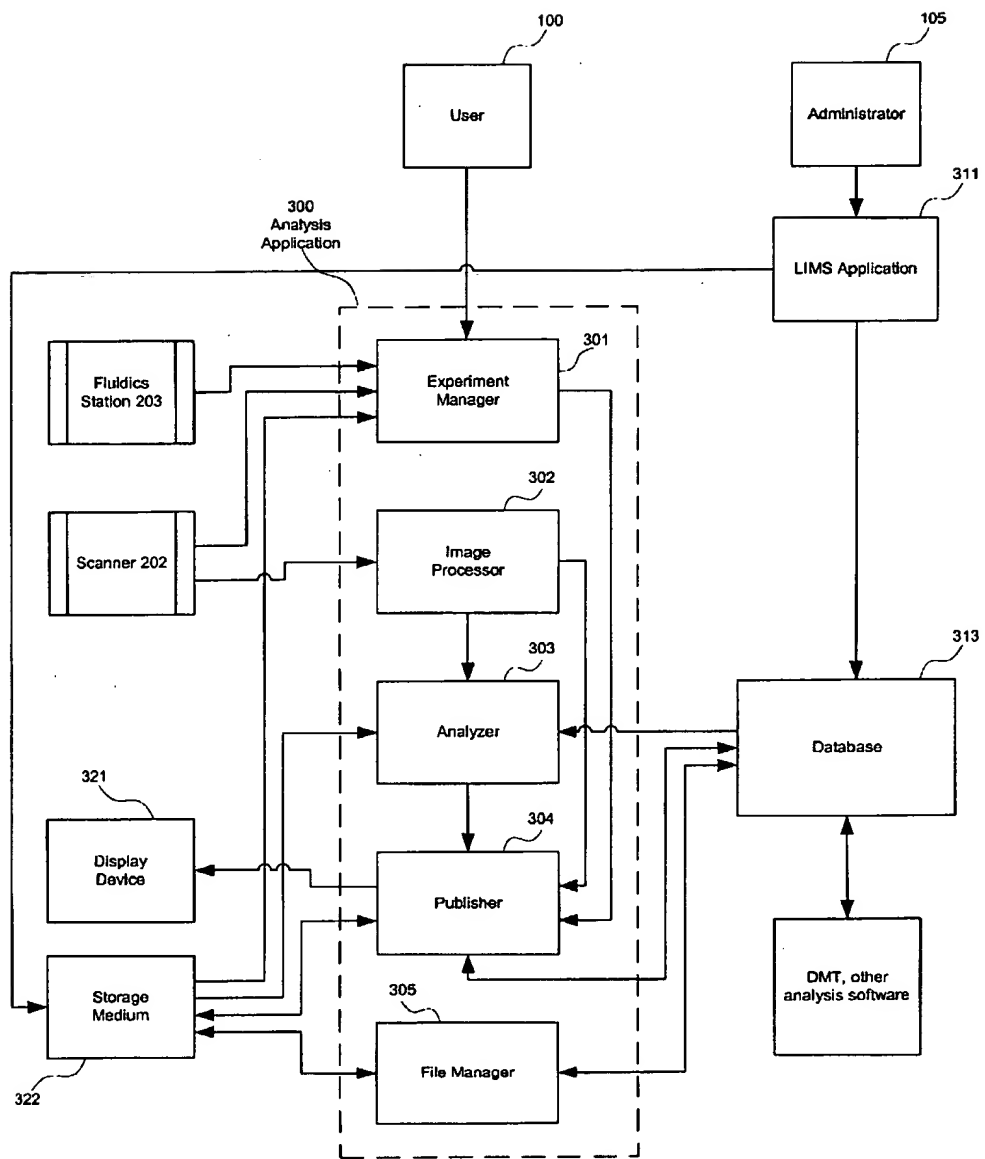 100
User
105
Administrator
311
LIMS Application
300
Analysis
Application
301
Experiment
Manager
Fluidics
Station 203
302
Image
Processor
Scanner 202
303
Analyzer
313
Database
321
Display
Device
304
Publisher
DMT, other
analysis software
Storage
Medium
322
305
File Manager